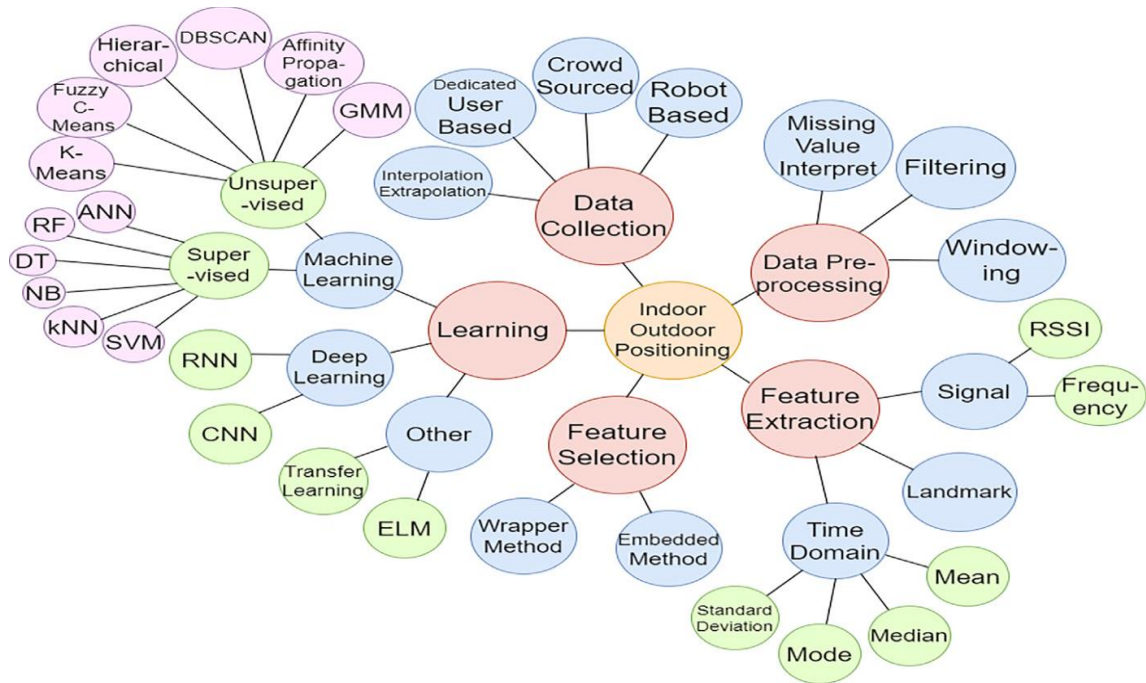 DBSCAN
Hierar-
chical
Affinity
Propa-
gation
Fuzzy
C-
Means
GMM
K-
Means
Unsuper
-vised
ANN
RF
DT
NB
kNN
SVM
Super
-vised
Machine
Learning
RNN
Deep
Learning
CNN
Other
Transfer
Learning
ELM
Learning
Crowd
Sourced
Dedicated
User
Based
Robot
Based
Interpolation
Extrapolation
Data
Collection
Missing
Value
Interpret
Filtering
Window-
ing
Data Pre-
processing
Indoor
Outdoor
Positioning
RSSI
Signal
Frequ-
ency
Feature
Extraction
Landmark
Time
Domain
Mean
Standard
Deviation
Median
Mode
Feature
Selection
Wrapper
Method
Embedded
Method